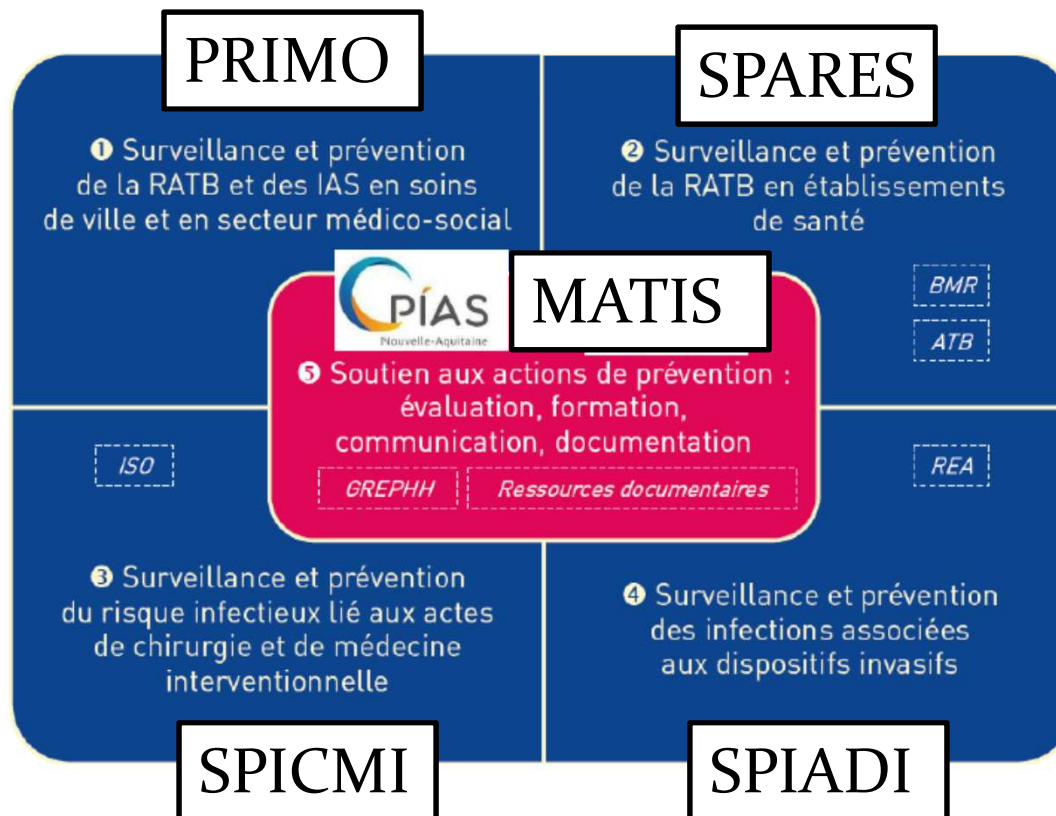 PRIMO
❶ Surveillance et prévention
de la RATB et des IAS en soins
de ville et en secteur médico-social
SPARES
❷ Surveillance et prévention
de la RATB en établissements
de santé
BMR
ATB
CPÍAS
Nouvelle-Aquitaine
MATIS
❺ Soutien aux actions de prévention :
évaluation, formation,
communication, documentation
GREPHH
Ressources documentaires
ISO
❸ Surveillance et prévention
du risque infectieux lié aux actes
de chirurgie et de médecine
interventionnelle
SPICMI
REA
❹ Surveillance et prévention
des infections associées
aux dispositifs invasifs
SPIADI